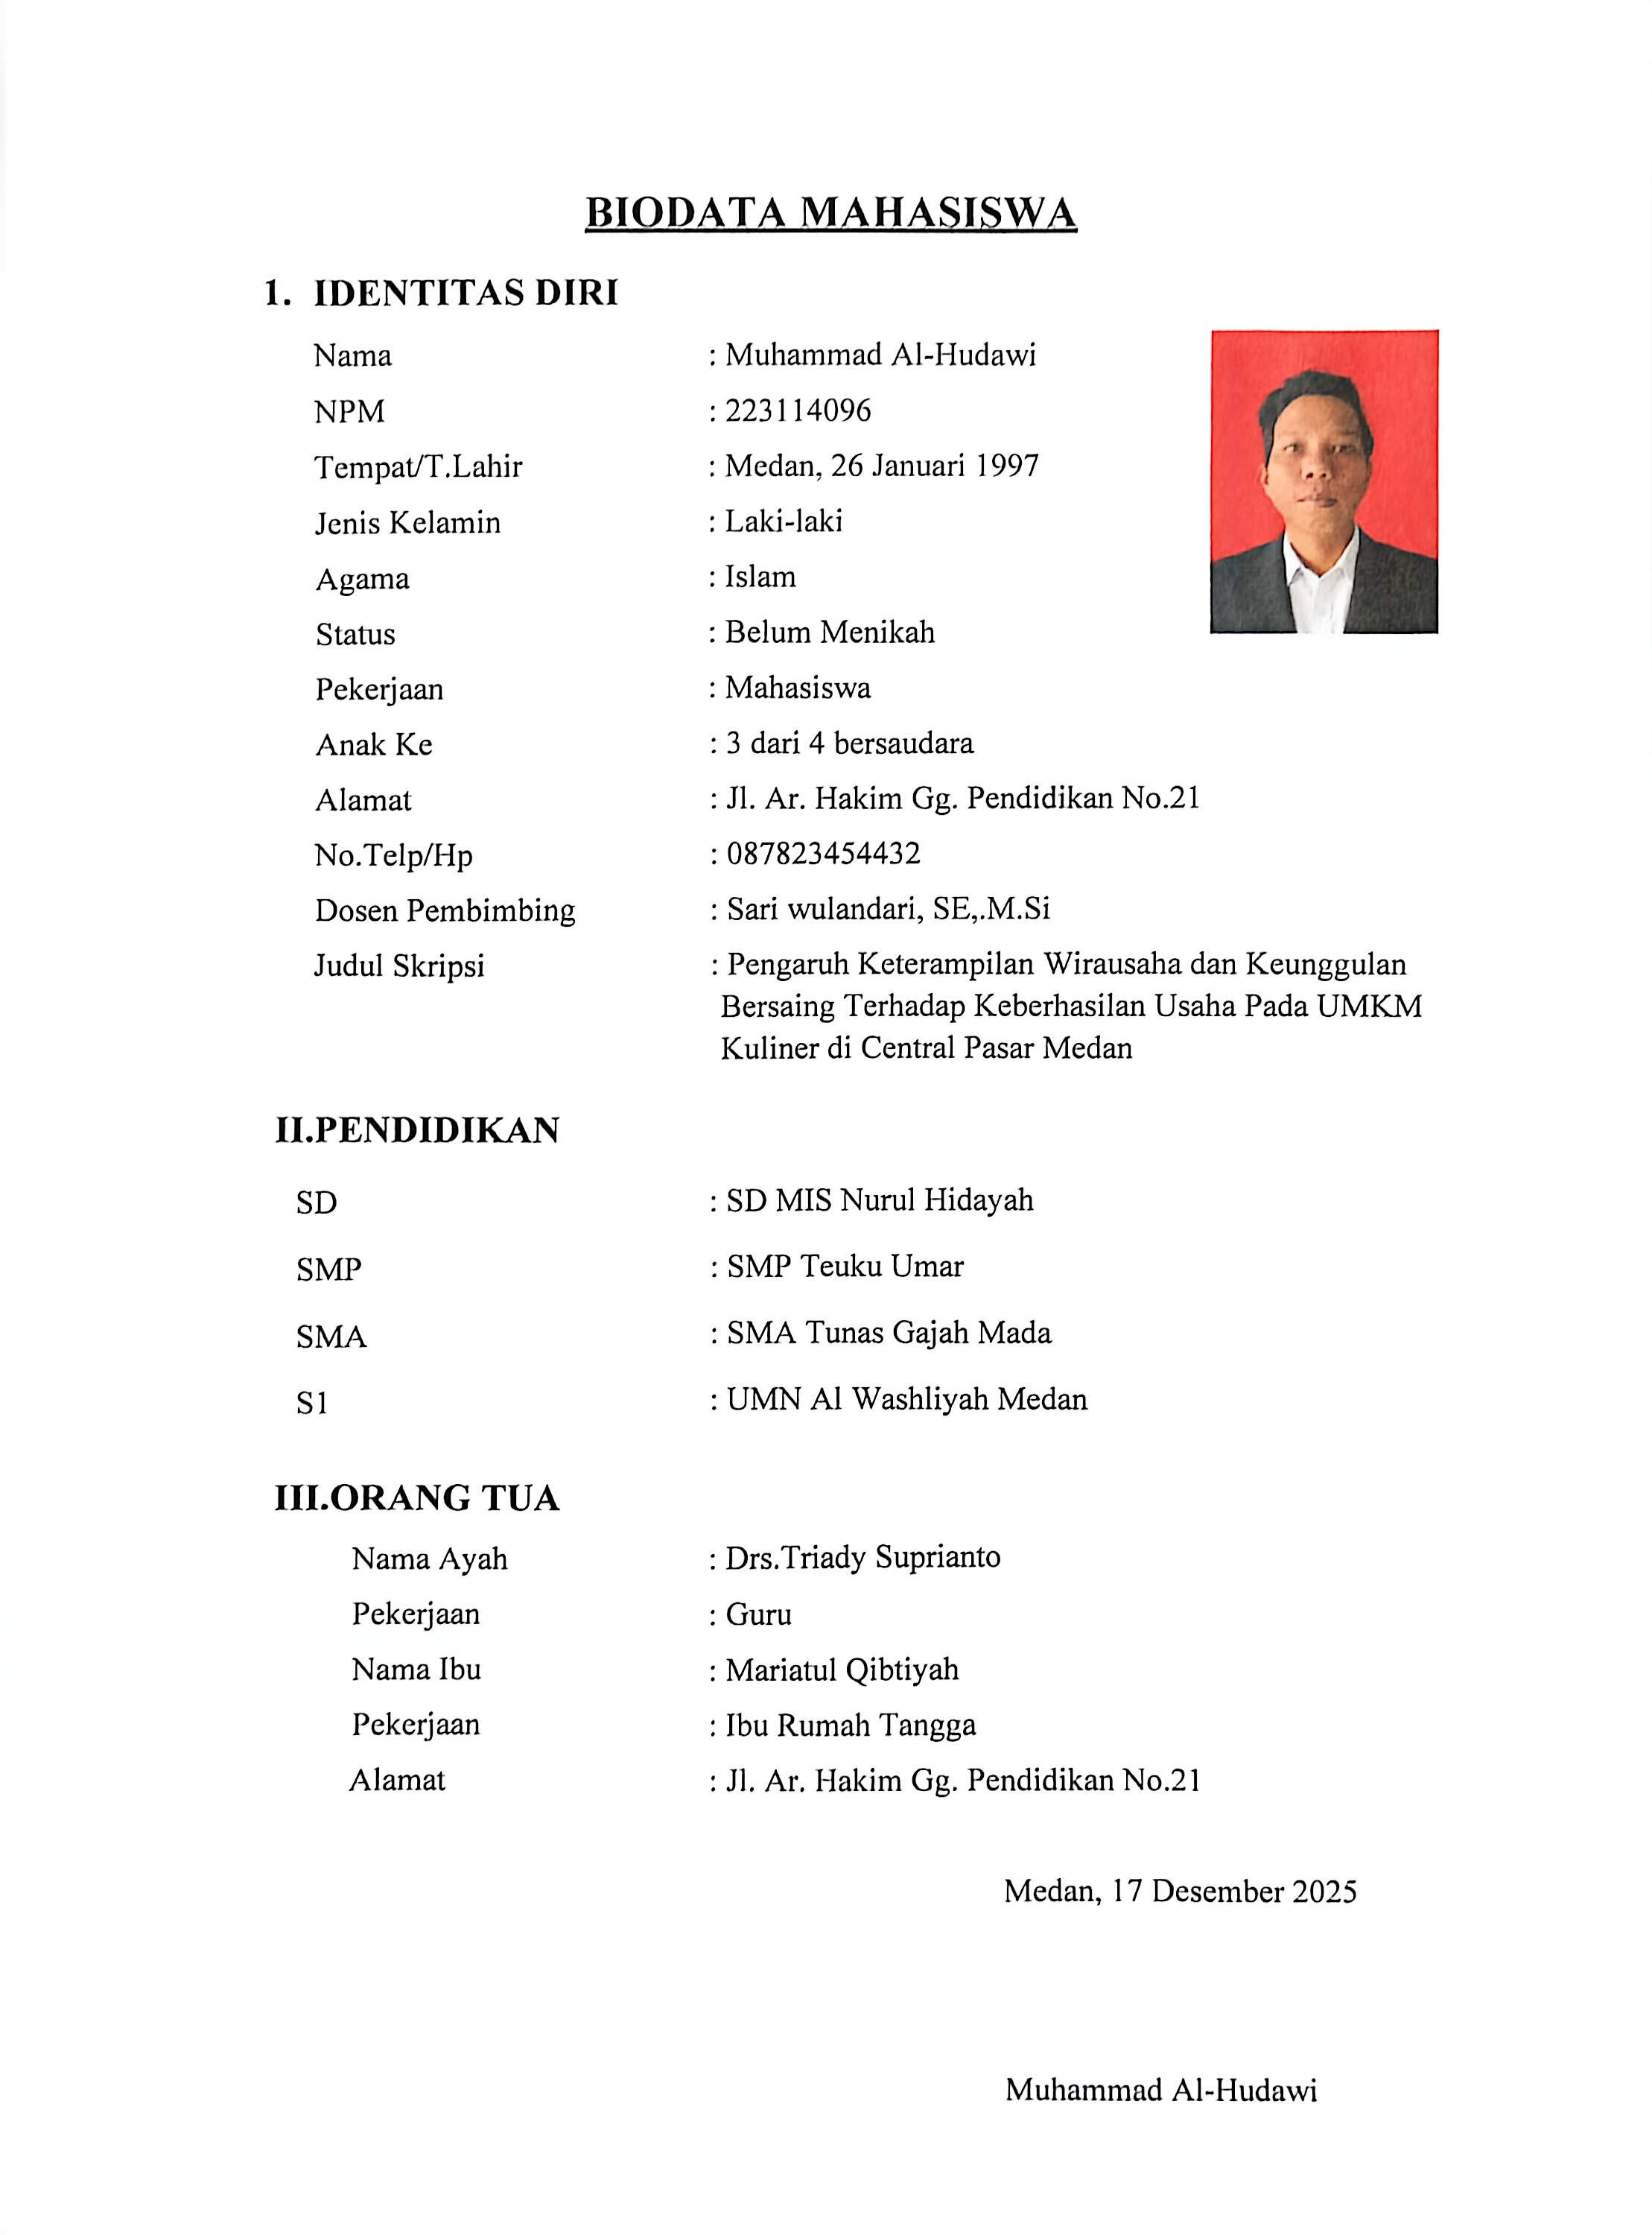 BIODATA MAHASISWA
1. IDENTITAS DIRI
Nama : Muhammad Al-Hudawi
NPM : 223114096
Tempat/T.Lahir : Medan, 26 Januari 1997
Jenis Kelamin : Laki-laki
Agama : Islam
Status : Belum Menikah
Pekerjaan : Mahasiswa
Anak Ke : 3 dari 4 bersaudara
Alamat : Jl. Ar. Hakim Gg. Pendidikan No.21
No.Telp/Hp : 087823454432
Dosen Pembimbing : Sari wulandari, SE,.M.Si
Judul Skripsi : Pengaruh Keterampilan Wirausaha dan Keunggulan
Bersaing Terhadap Keberhasilan Usaha Pada UMKM
Kuliner di Central Pasar Medan
II.PENDIDIKAN
SD : SD MIS Nurul Hidayah
SMP : SMP Teuku Umar
SMA : SMA Tunas Gajah Mada
S1 : UMN Al Washliyah Medan
III.ORANG TUA
Nama Ayah : Drs.Triady Suprianto
Pekerjaan : Guru
Nama Ibu : Mariatul Qibtiyah
Pekerjaan : Ibu Rumah Tangga
Alamat : Jl. Ar. Hakim Gg. Pendidikan No.21
Medan, 17 Desember 2025
Muhammad Al-Hudawi